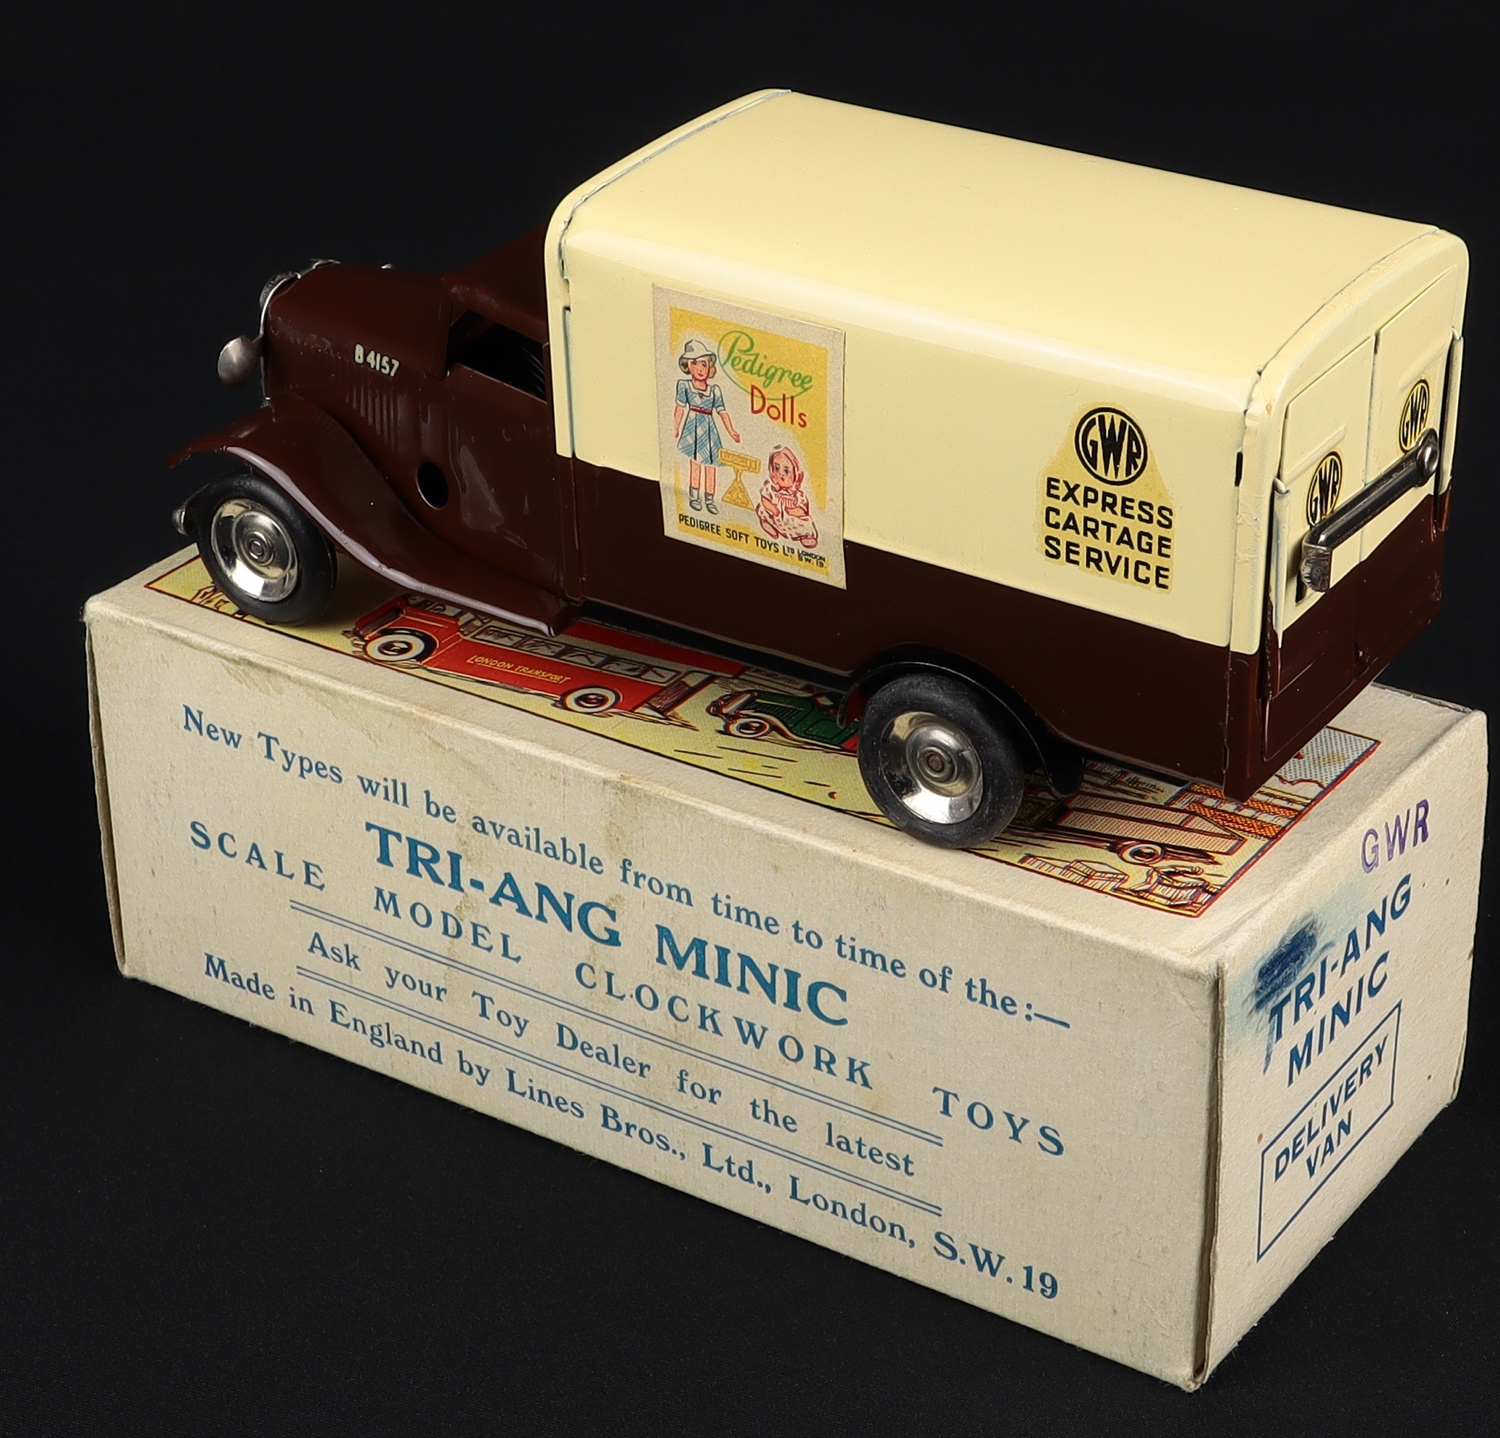 B 4157
Pedigree
Dolls
PEDIGREE SOFT TOYS LTD LONDON S.W.19.
GWR
EXPRESS
CARTAGE
SERVICE
GWR
GWR
LONDON TRANSPORT
New Types will be available from time to time of the:—
TRI-ANG MINIC
SCALE MODEL CLOCKWORK TOYS
Ask your Toy Dealer for the latest
Made in England by Lines Bros., Ltd., London, S.W.19
GWR
TRI-ANG
MINIC
DELIVERY
VAN